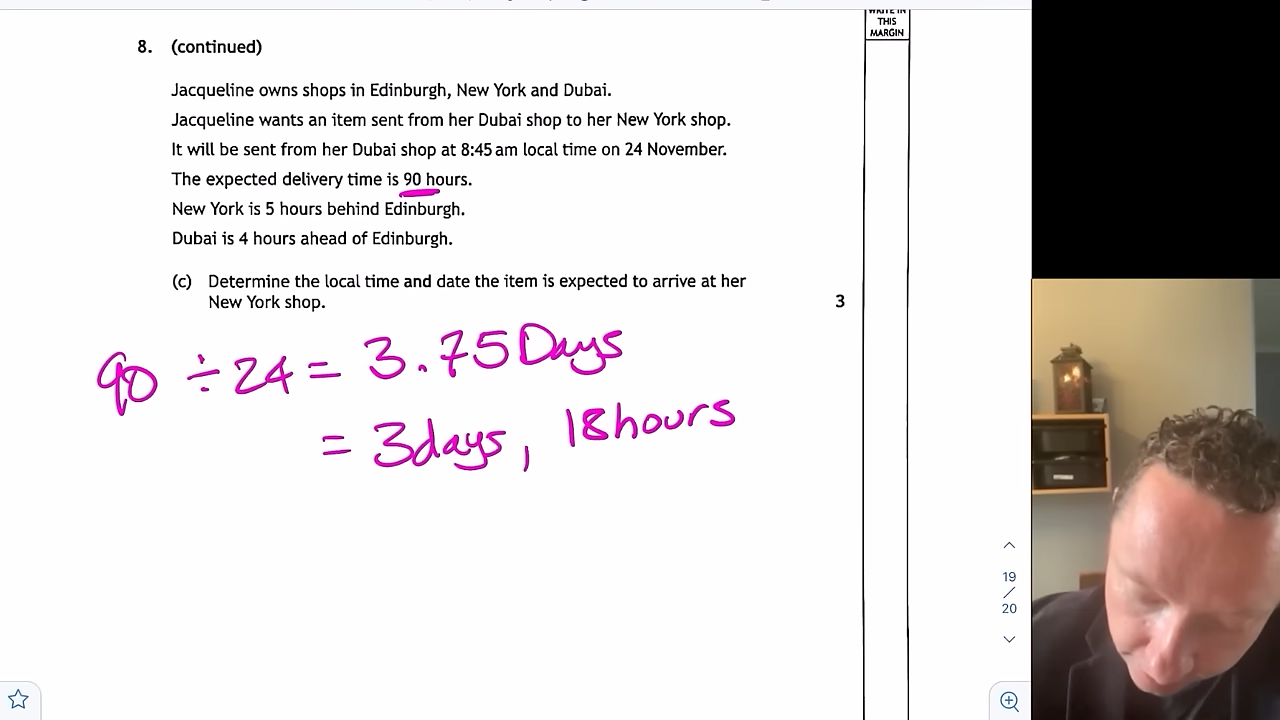 WRITE IN
THIS
MARGIN
8. (continued)
Jacqueline owns shops in Edinburgh, New York and Dubai.
Jacqueline wants an item sent from her Dubai shop to her New York shop.
It will be sent from her Dubai shop at 8:45 am local time on 24 November.
The expected delivery time is 90 hours.
New York is 5 hours behind Edinburgh.
Dubai is 4 hours ahead of Edinburgh.
(c) Determine the local time and date the item is expected to arrive at her
New York shop. 3
90 ÷ 24 = 3.75 Days
= 3 days, 18 hours
19
/
20